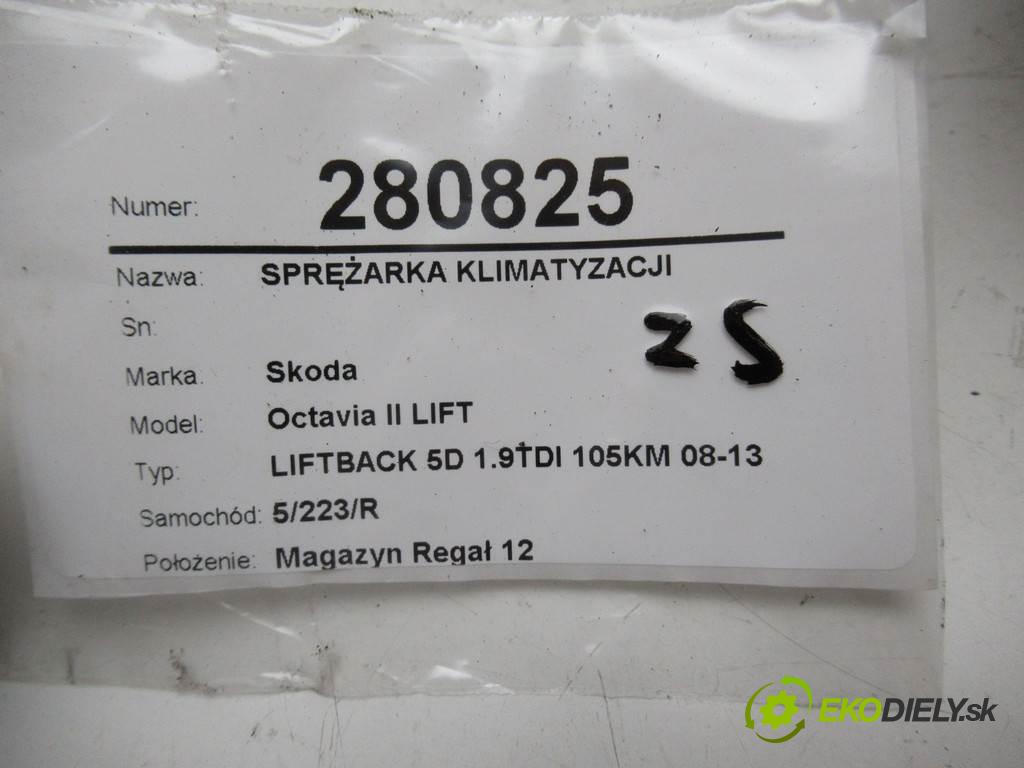 Numer: 280825
Nazwa: SPRĘŻARKA KLIMATYZACJI
Sn:
zs
Marka: Skoda
Model: Octavia II LIFT
Typ: LIFTBACK 5D 1.9TDI 105KM 08-13
Samochód: 5/223/R
Położenie: Magazyn Regał 12
EKODIELY.sk